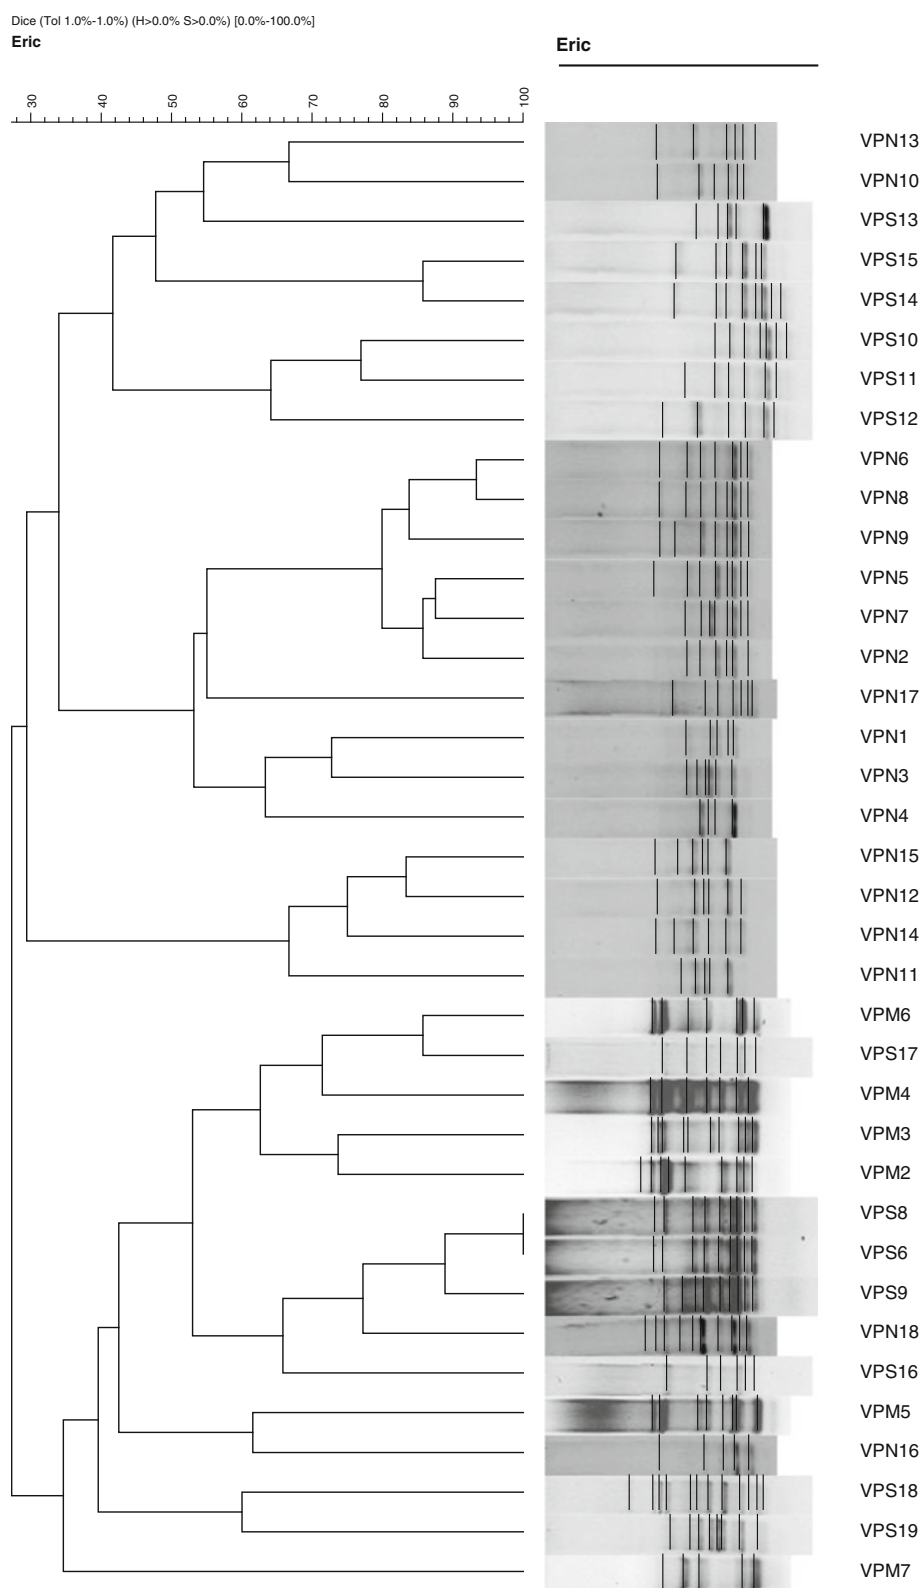 Dice (Tol 1.0%-1.0%) (H>0.0% S>0.0%) [0.0%-100.0%]
Eric
Eric
30 40 50 60 70 80 90 100
VPN13
VPN10
VPS13
VPS15
VPS14
VPS10
VPS11
VPS12
VPN6
VPN8
VPN9
VPN5
VPN7
VPN2
VPN17
VPN1
VPN3
VPN4
VPN15
VPN12
VPN14
VPN11
VPM6
VPS17
VPM4
VPM3
VPM2
VPS8
VPS6
VPS9
VPN18
VPS16
VPM5
VPN16
VPS18
VPS19
VPM7